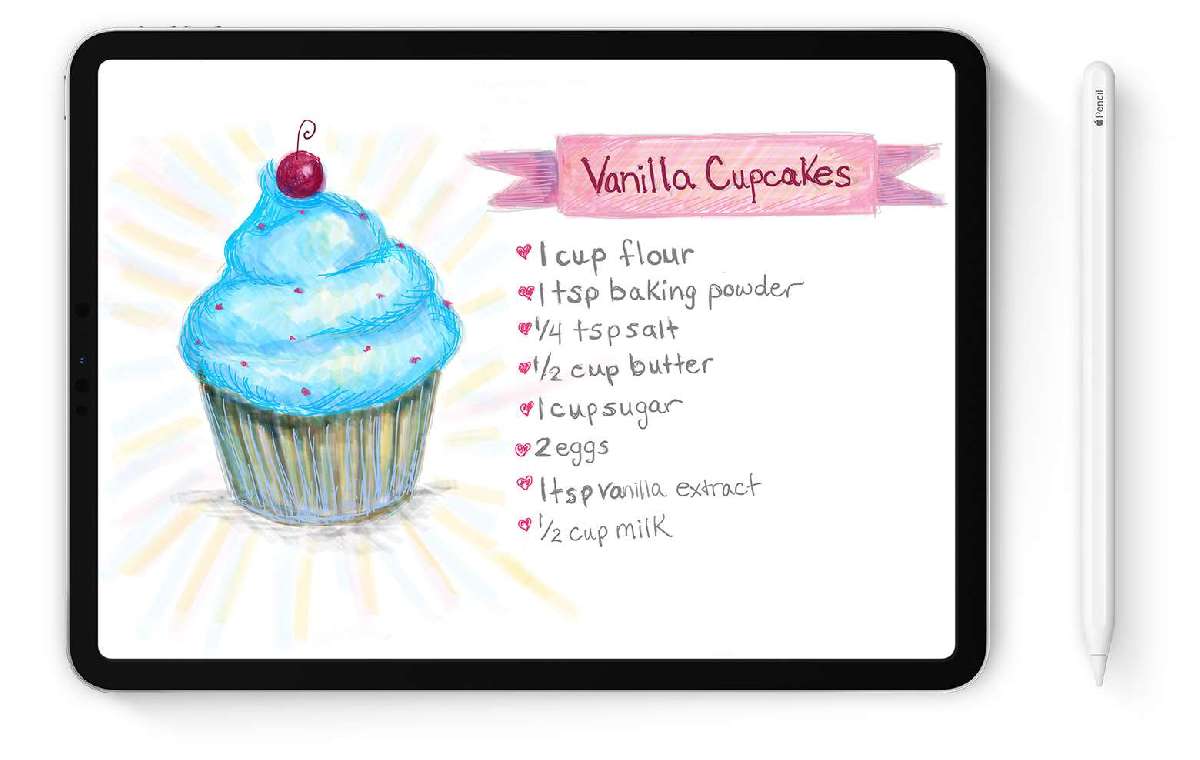 Vanilla Cupcakes
1 cup flour
1 tsp baking powder
1/4 tsp salt
1/2 cup butter
1 cup sugar
2 eggs
1 tsp vanilla extract
1/2 cup milk
Pencil